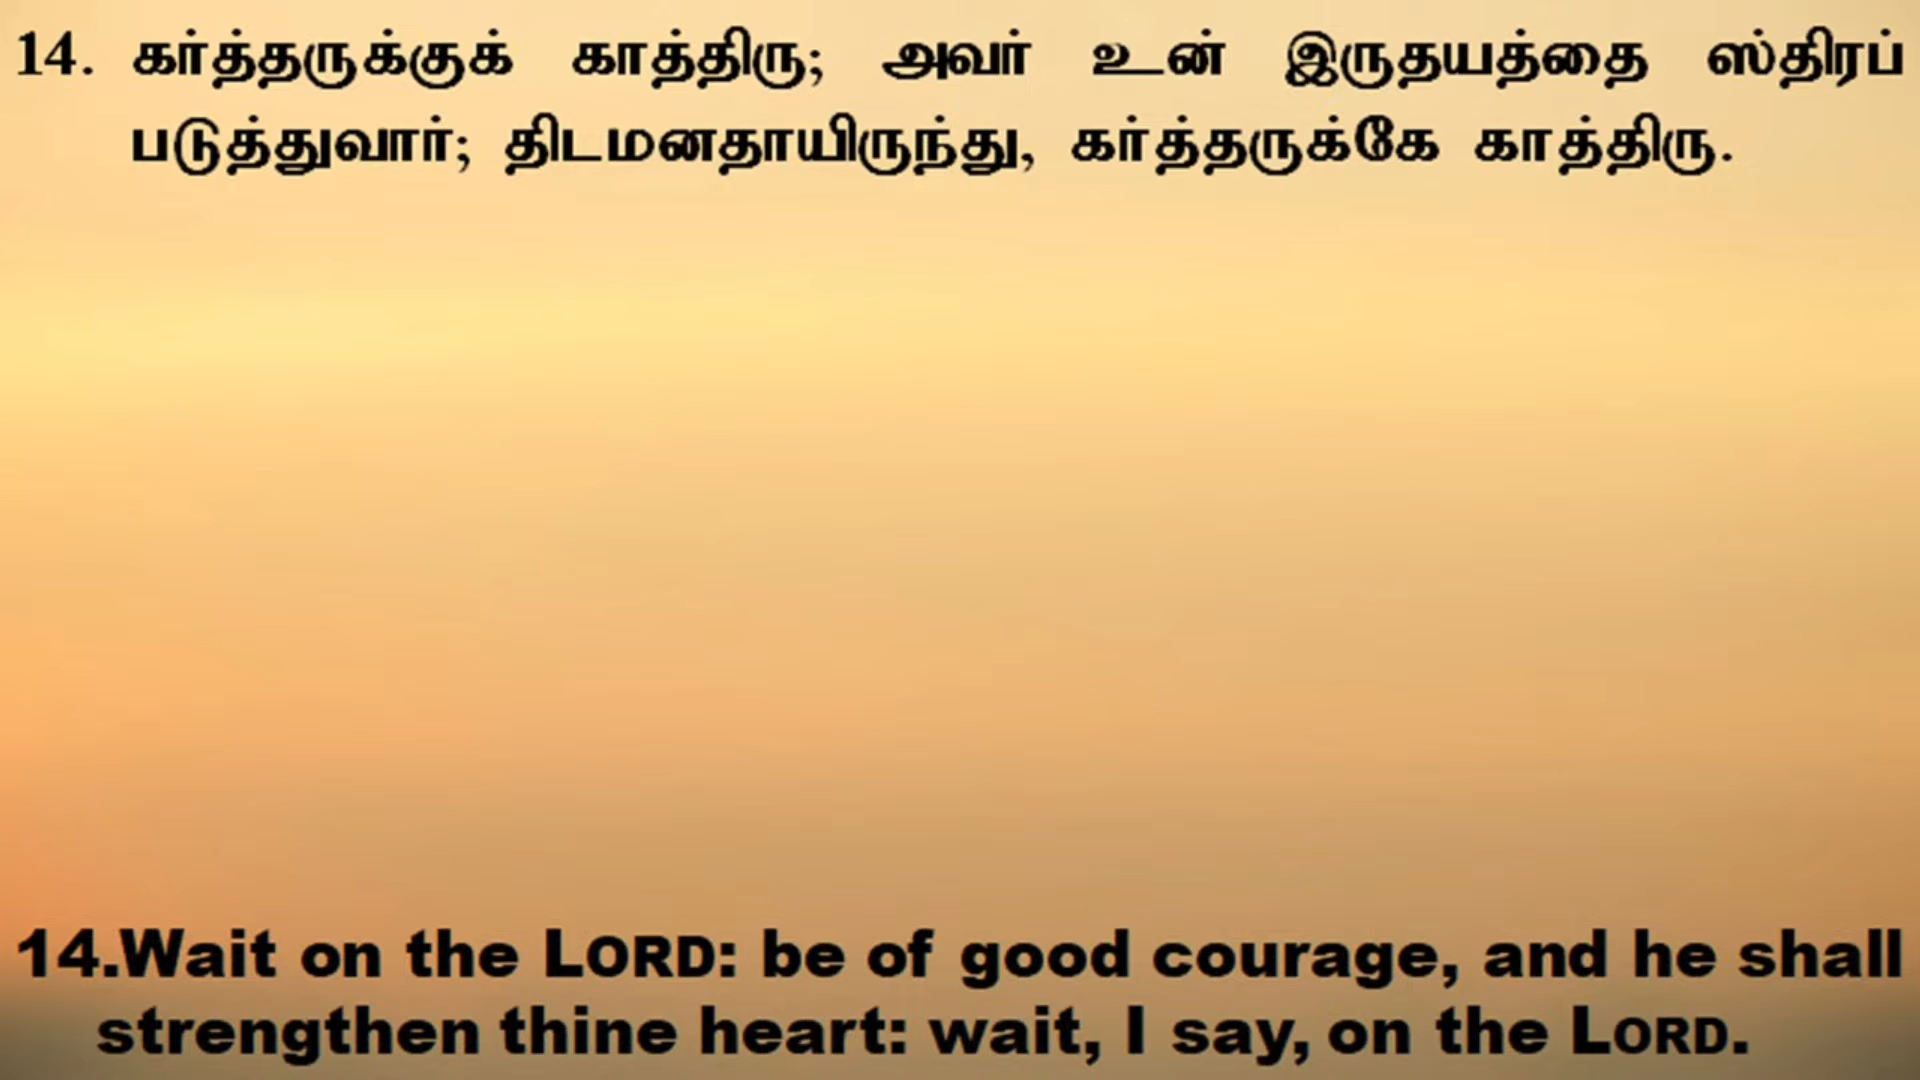 14. கர்த்தருக்குக் காத்திரு; அவர் உன் இருதயத்தை ஸ்திரப்
படுத்துவார்; திடமனதாயிருந்து, கர்த்தருக்கே காத்திரு.
14.Wait on the LORD: be of good courage, and he shall
strengthen thine heart: wait, I say, on the LORD.